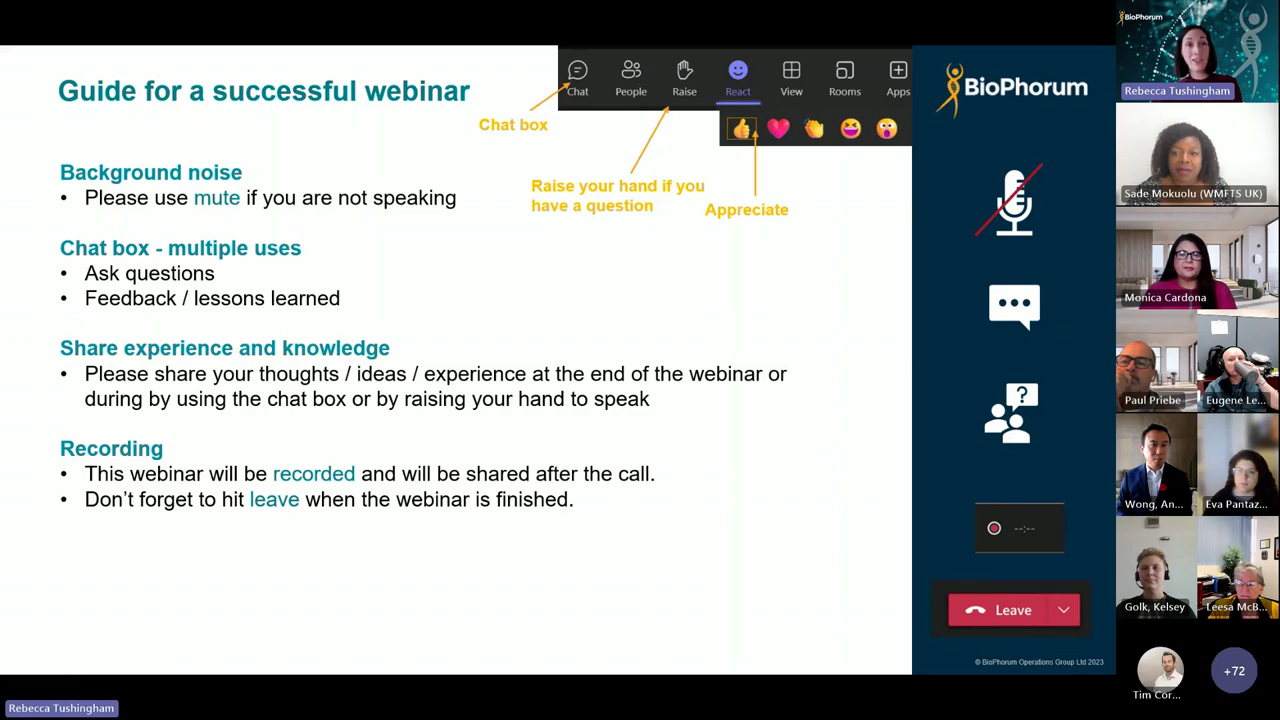 Guide for a successful webinar
Background noise
• Please use mute if you are not speaking
Chat box - multiple uses
• Ask questions
• Feedback / lessons learned
Share experience and knowledge
• Please share your thoughts / ideas / experience at the end of the webinar or
during by using the chat box or by raising your hand to speak
Recording
• This webinar will be recorded and will be shared after the call.
• Don't forget to hit leave when the webinar is finished.
Chat People Raise React View Rooms Apps
Chat box
Raise your hand if you
have a question
Appreciate
BioPhorum
--:--
Leave
© BioPhorum Operations Group Ltd 2023
BioPhorum
Rebecca Tushingham
Sade Mokuolu (WMFTS UK)
Monica Cardona
Paul Priebe
Eugene Le...
Wong, An...
Eva Pantaz...
Golk, Kelsey
Leesa McB...
Tim Cor...
+72
Rebecca Tushingham